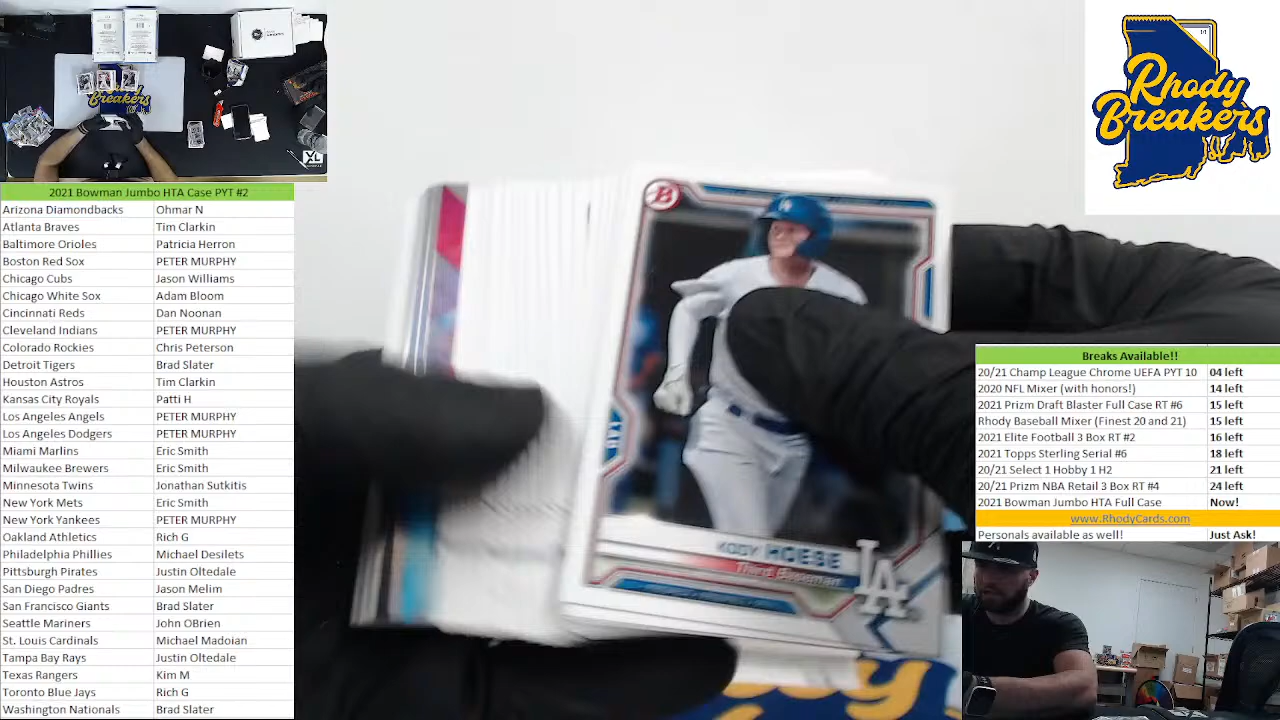 2021 Bowman Jumbo HTA Case PYT #2
Arizona Diamondbacks Ohmar N
Atlanta Braves Tim Clarkin
Baltimore Orioles Patricia Herron
Boston Red Sox PETER MURPHY
Chicago Cubs Jason Williams
Chicago White Sox Adam Bloom
Cincinnati Reds Dan Noonan
Cleveland Indians PETER MURPHY
Colorado Rockies Chris Peterson
Detroit Tigers Brad Slater
Houston Astros Tim Clarkin
Kansas City Royals Patti H
Los Angeles Angels PETER MURPHY
Los Angeles Dodgers PETER MURPHY
Miami Marlins Eric Smith
Milwaukee Brewers Eric Smith
Minnesota Twins Jonathan Sutkitis
New York Mets Eric Smith
New York Yankees PETER MURPHY
Oakland Athletics Rich G
Philadelphia Phillies Michael Desilets
Pittsburgh Pirates Justin Oltedale
San Diego Padres Jason Melim
San Francisco Giants Brad Slater
Seattle Mariners John OBrien
St. Louis Cardinals Michael Madoian
Tampa Bay Rays Justin Oltedale
Texas Rangers Kim M
Toronto Blue Jays Rich G
Washington Nationals Brad Slater
Breakers
XL
B
KODY HOESE
Third Baseman
LA
Rhody
Breakers
1/1
Breaks Available!!
20/21 Champ League Chrome UEFA PYT 10 04 left
2020 NFL Mixer (with honors!) 14 left
2021 Prizm Draft Blaster Full Case RT #6 15 left
Rhody Baseball Mixer (Finest 20 and 21) 15 left
2021 Elite Football 3 Box RT #2 16 left
2021 Topps Sterling Serial #6 18 left
20/21 Select 1 Hobby 1 H2 21 left
20/21 Prizm NBA Retail 3 Box RT #4 24 left
2021 Bowman Jumbo HTA Full Case Now!
www.RhodyCards.com
Personals available as well! Just Ask!